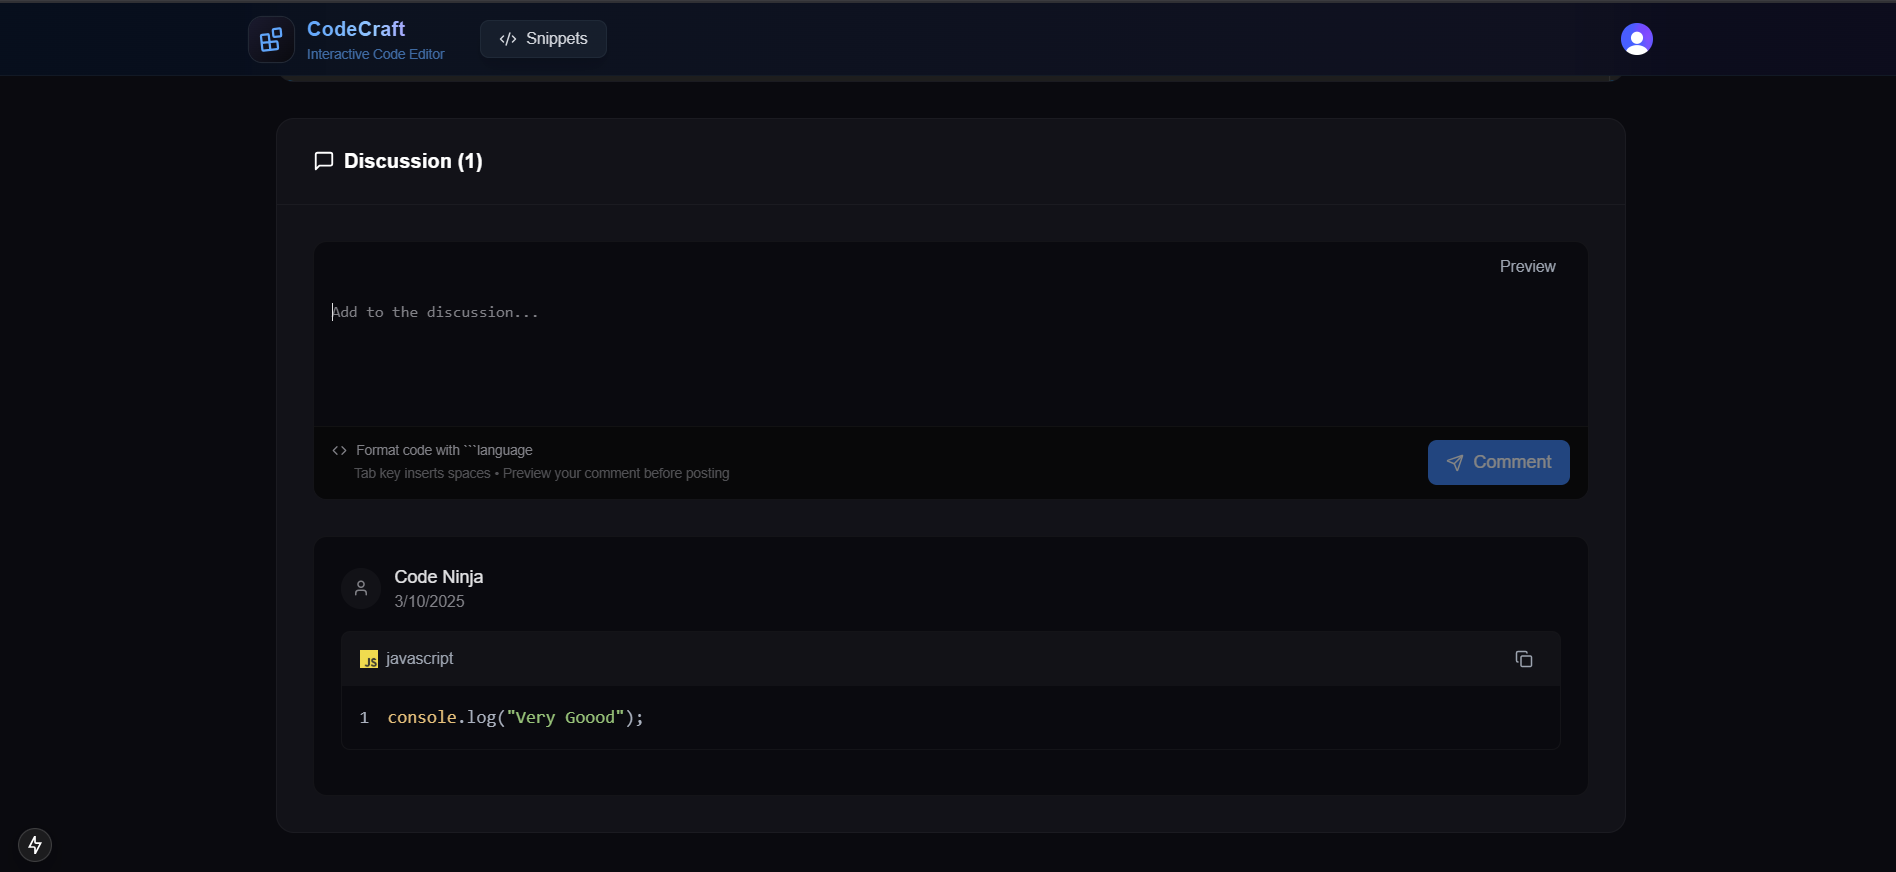 CodeCraft
Interactive Code Editor
Snippets
Discussion (1)
Preview
Add to the discussion...
Format code with ```language
Tab key inserts spaces • Preview your comment before posting
Comment
Code Ninja
3/10/2025
JS javascript
1 console.log("Very Goood");